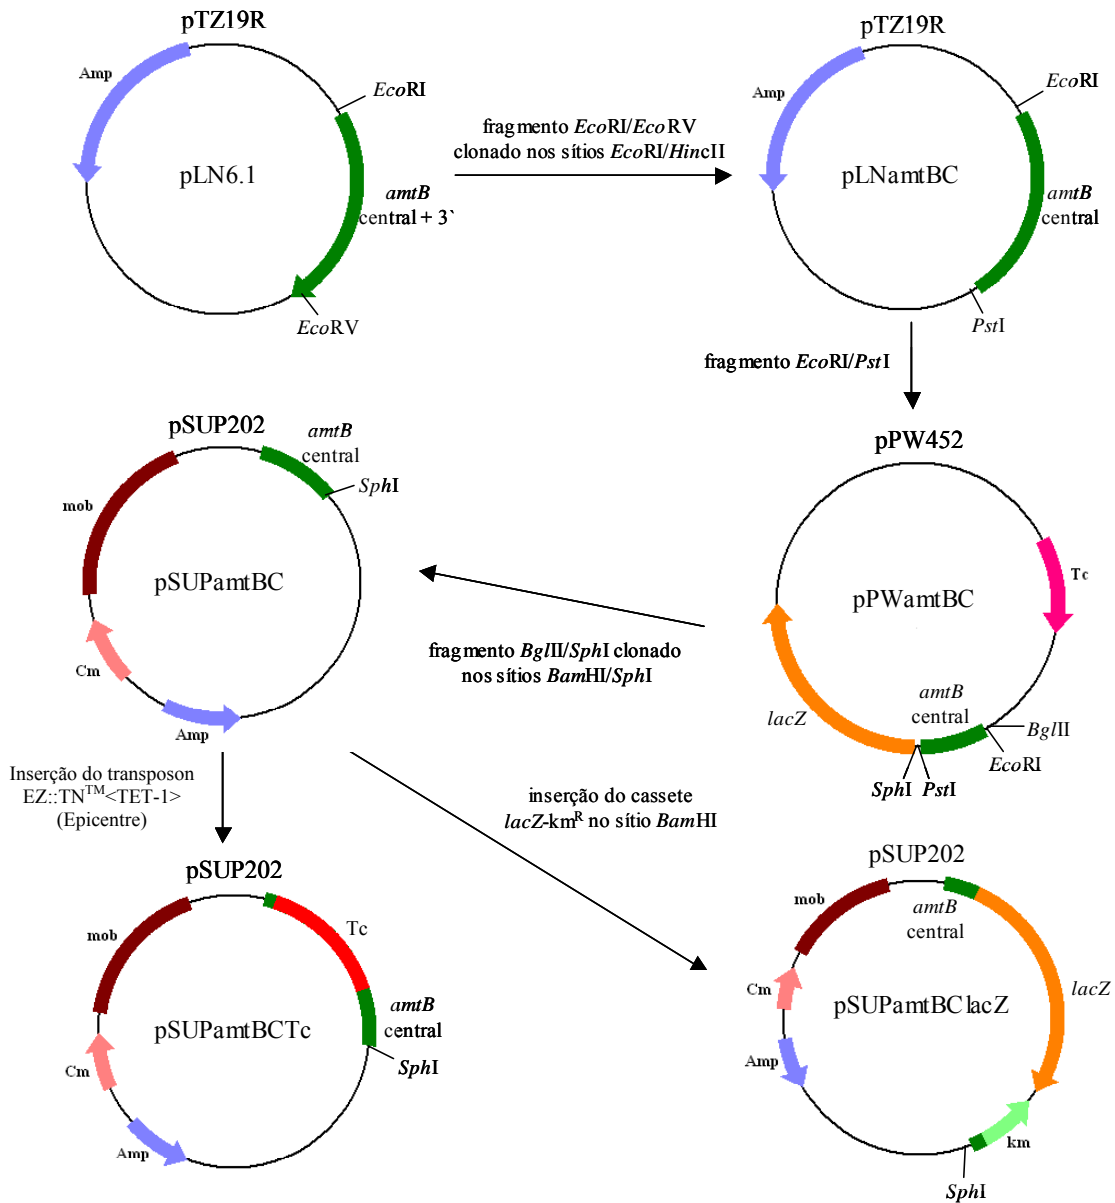 pTZ19R
Amp
EcoRI
pLN6.1
amtB
central + 3`
EcoRV
fragmento EcoRI/EcoRV
clonado nos sítios EcoRI/HincII
pTZ19R
Amp
EcoRI
pLNamtBC
amtB
central
PstI
fragmento EcoRI/PstI
pPW452
Tc
pPWamtBC
lacZ
amtB
central
BglII
EcoRI
SphI PstI
fragmento BglII/SphI clonado
nos sítios BamHI/SphI
pSUP202
amtB
central
SphI
mob
pSUPamtBC
Cm
Amp
Inserção do transposon
EZ::TN™<TET-1>
(Epicentre)
inserção do cassete
lacZ-kmᴿ no sítio BamHI
pSUP202
mob
Tc
amtB
central
pSUPamtBCTc
SphI
Cm
Amp
pSUP202
mob
amtB
central
Cm
lacZ
pSUPamtBClacZ
Amp
km
SphI